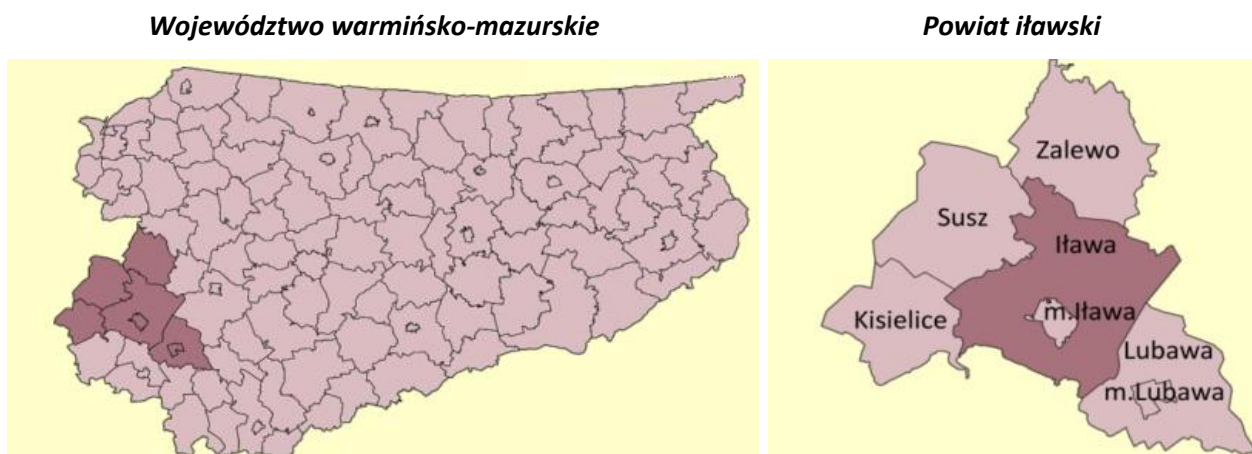 Województwo warmińsko-mazurskie
Powiat iławski
Zalewo
Susz
Iława
Kisielice
m.Iława
Lubawa
m.Lubawa